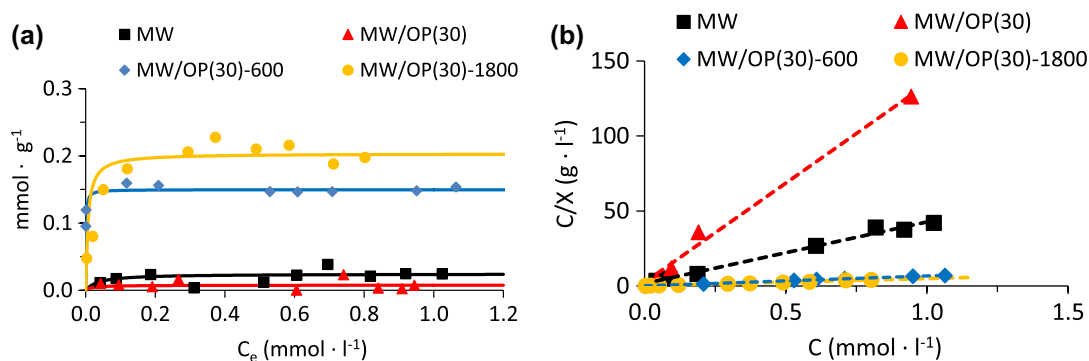 (a)
MW
MW/OP(30)
MW/OP(30)-600
MW/OP(30)-1800
0.3
0.2
0.1
0.0
mmol · g-1
0.0 0.2 0.4 0.6 0.8 1.0 1.2
Ce (mmol · l-1)
(b)
MW
MW/OP(30)
MW/OP(30)-600
MW/OP(30)-1800
150
100
50
0
C/X (g · l-1)
0.0 0.5 1.0 1.5
C (mmol · l-1)